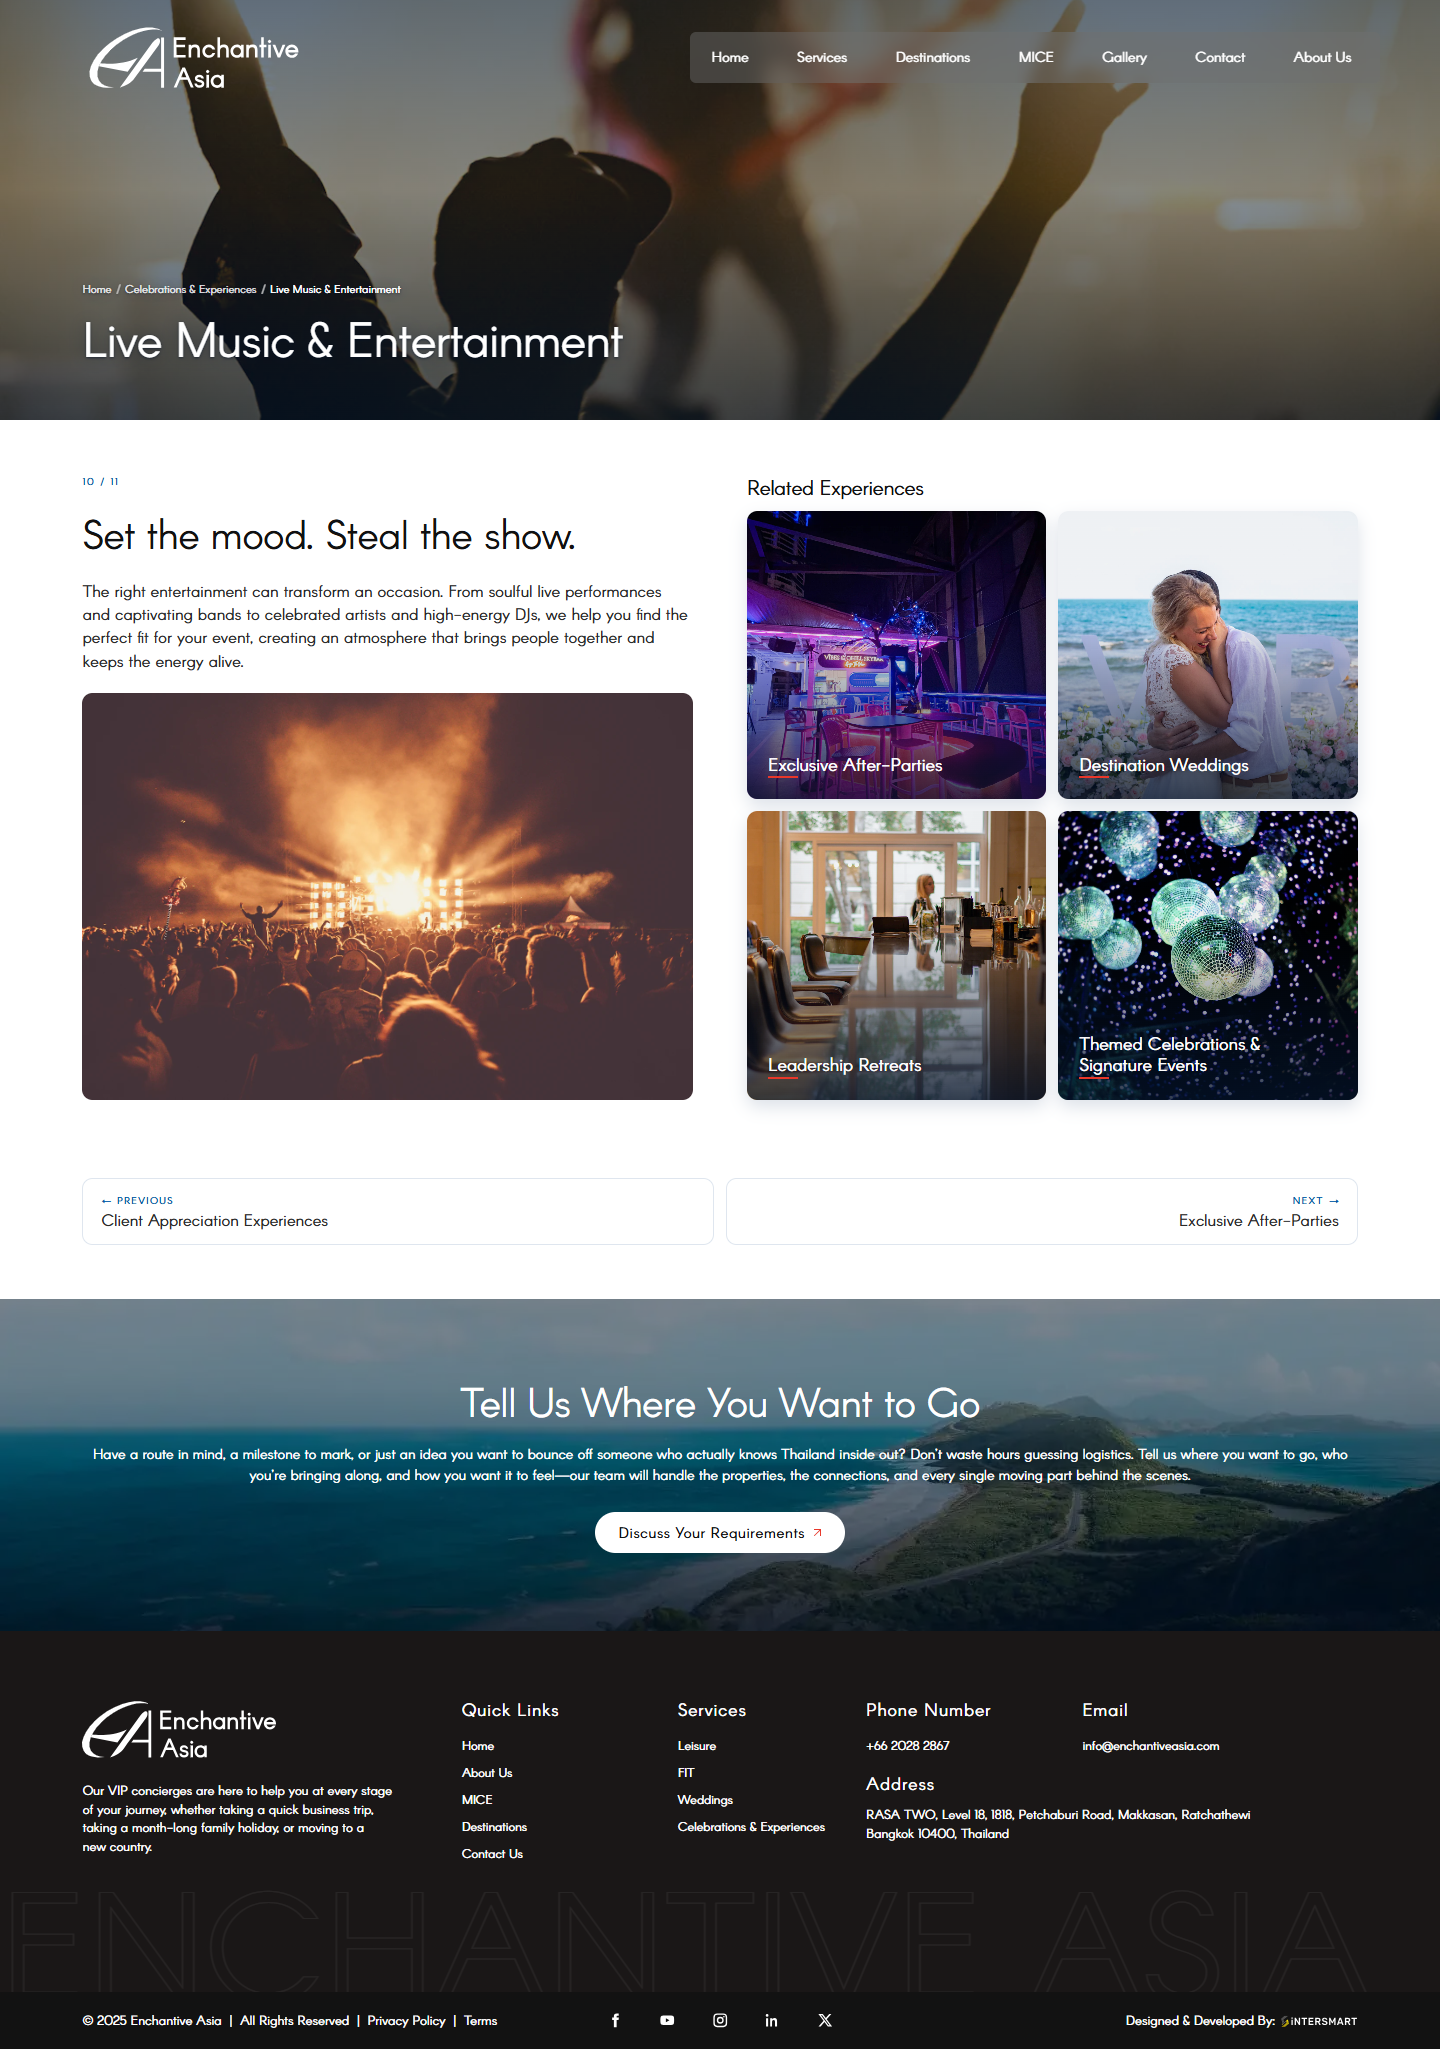 Enchantive
Asia
Home
Services
Destinations
MICE
Gallery
Contact
About Us
Home / Celebrations & Experiences / Live Music & Entertainment
Live Music & Entertainment
10 / 11
Set the mood. Steal the show.
The right entertainment can transform an occasion. From soulful live performances
and captivating bands to celebrated artists and high-energy DJs, we help you find the
perfect fit for your event, creating an atmosphere that brings people together and
keeps the energy alive.
Related Experiences
Exclusive After-Parties
Destination Weddings
Leadership Retreats
Themed Celebrations &
Signature Events
← PREVIOUS
Client Appreciation Experiences
NEXT →
Exclusive After-Parties
Tell Us Where You Want to Go
Have a route in mind, a milestone to mark, or just an idea you want to bounce off someone who actually knows Thailand inside out? Don't waste hours guessing logistics. Tell us where you want to go, who
you're bringing along, and how you want it to feel—our team will handle the properties, the connections, and every single moving part behind the scenes.
Discuss Your Requirements
Enchantive
Asia
Our VIP concierges are here to help you at every stage
of your journey, whether taking a quick business trip,
taking a month-long family holiday, or moving to a
new country.
Quick Links
Home
About Us
MICE
Destinations
Contact Us
Services
Leisure
FIT
Weddings
Celebrations & Experiences
Phone Number
+66 2028 2867
Email
info@enchantiveasia.com
Address
RASA TWO, Level 18, 1818, Petchaburi Road, Makkasan, Ratchathewi
Bangkok 10400, Thailand
ENCHANTIVE ASIA
© 2025 Enchantive Asia | All Rights Reserved | Privacy Policy | Terms
Designed & Developed By: iNTERSMART